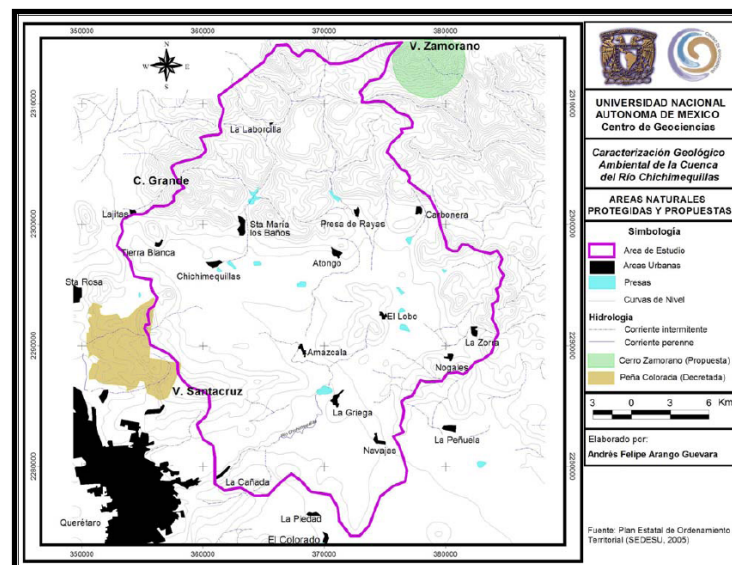 350000 360000 370000 380000
V. Zamorano
N
W E
S
2310000
2310000
La Laborcilla
C. Grande
Lajitas
Sta María
los Baños
Presa de Rayas
Carbonera
2300000
2300000
Tierra Blanca
Chichimequillas
Atongo
Sta Rosa
El Lobo
La Zorra
2290000
2290000
Amazcala
Nogales
V. Santacruz
La Griega
La Peñuela
Navajas
2280000
2280000
La Cañada
Querétaro
La Piedad
El Colorado
350000 360000 370000 380000
UNIVERSIDAD NACIONAL
AUTONOMA DE MEXICO
Centro de Geociencias
Caracterización Geológico
Ambiental de la Cuenca
del Río Chichimequillas
AREAS NATURALES
PROTEGIDAS Y PROPUESTAS
Simbología
Area de Estudio
Areas Urbanas
Presas
Curvas de Nivel
Hidrología
Corriente intermitente
Corriente perenne
Cerro Zamorano (Propuesta)
Peña Colorada (Decretada)
3 0 3 6 Km
Elaborado por:
Andrés Felipe Arango Guevara
Fuente: Plan Estatal de Ordenamiento
Territorial (SEDESU, 2005)